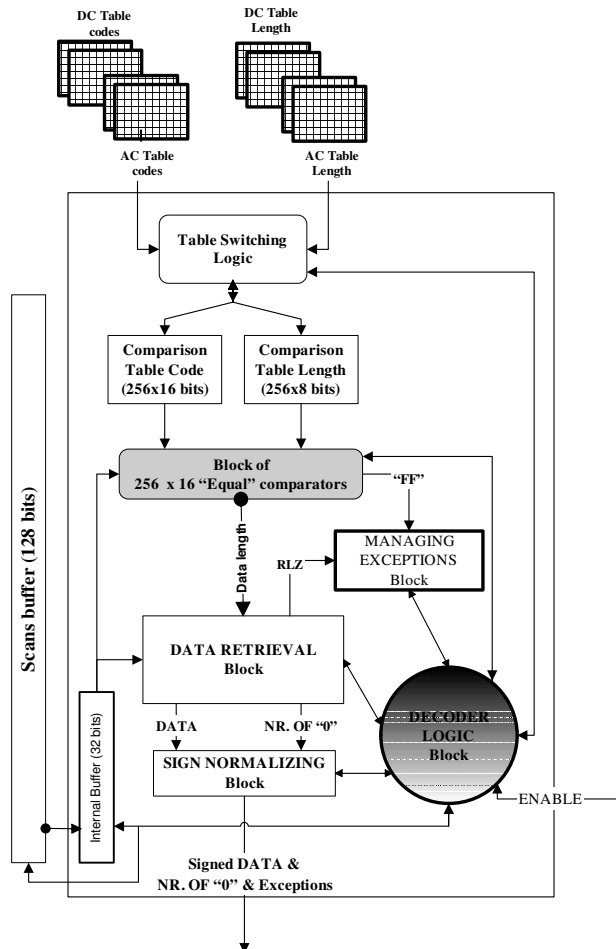 DC Table
codes
DC Table
Length
AC Table
codes
AC Table
Length
Table Switching
Logic
Comparison
Table Code
(256x16 bits)
Comparison
Table Length
(256x8 bits)
Block of
256 x 16 “Equal” comparators
“FF”
Data length
RLZ
MANAGING
EXCEPTIONS
Block
Scans buffer (128 bits)
DATA RETRIEVAL
Block
DATA
NR. OF “0”
DECODER
LOGIC
Block
Internal Buffer (32 bits)
SIGN NORMALIZING
Block
ENABLE
Signed DATA &
NR. OF “0” & Exceptions